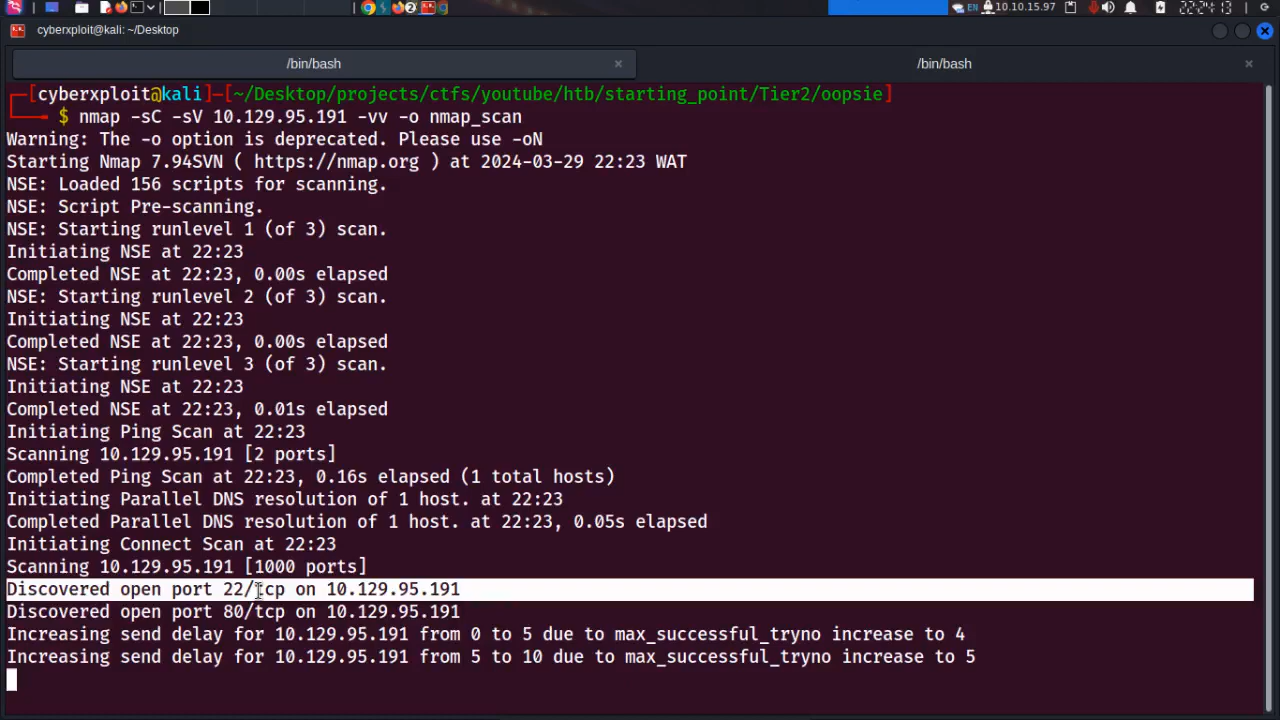 EN 10.10.15.97 22:24:13
cyberxploit@kali: ~/Desktop
/bin/bash × /bin/bash ×
┌─[cyberxploit@kali]─[~/Desktop/projects/ctfs/youtube/htb/starting_point/Tier2/oopsie]
└──╼ $ nmap -sC -sV 10.129.95.191 -vv -o nmap_scan
Warning: The -o option is deprecated. Please use -oN
Starting Nmap 7.94SVN ( https://nmap.org ) at 2024-03-29 22:23 WAT
NSE: Loaded 156 scripts for scanning.
NSE: Script Pre-scanning.
NSE: Starting runlevel 1 (of 3) scan.
Initiating NSE at 22:23
Completed NSE at 22:23, 0.00s elapsed
NSE: Starting runlevel 2 (of 3) scan.
Initiating NSE at 22:23
Completed NSE at 22:23, 0.00s elapsed
NSE: Starting runlevel 3 (of 3) scan.
Initiating NSE at 22:23
Completed NSE at 22:23, 0.01s elapsed
Initiating Ping Scan at 22:23
Scanning 10.129.95.191 [2 ports]
Completed Ping Scan at 22:23, 0.16s elapsed (1 total hosts)
Initiating Parallel DNS resolution of 1 host. at 22:23
Completed Parallel DNS resolution of 1 host. at 22:23, 0.05s elapsed
Initiating Connect Scan at 22:23
Scanning 10.129.95.191 [1000 ports]
Discovered open port 22/tcp on 10.129.95.191
Discovered open port 80/tcp on 10.129.95.191
Increasing send delay for 10.129.95.191 from 0 to 5 due to max_successful_tryno increase to 4
Increasing send delay for 10.129.95.191 from 5 to 10 due to max_successful_tryno increase to 5